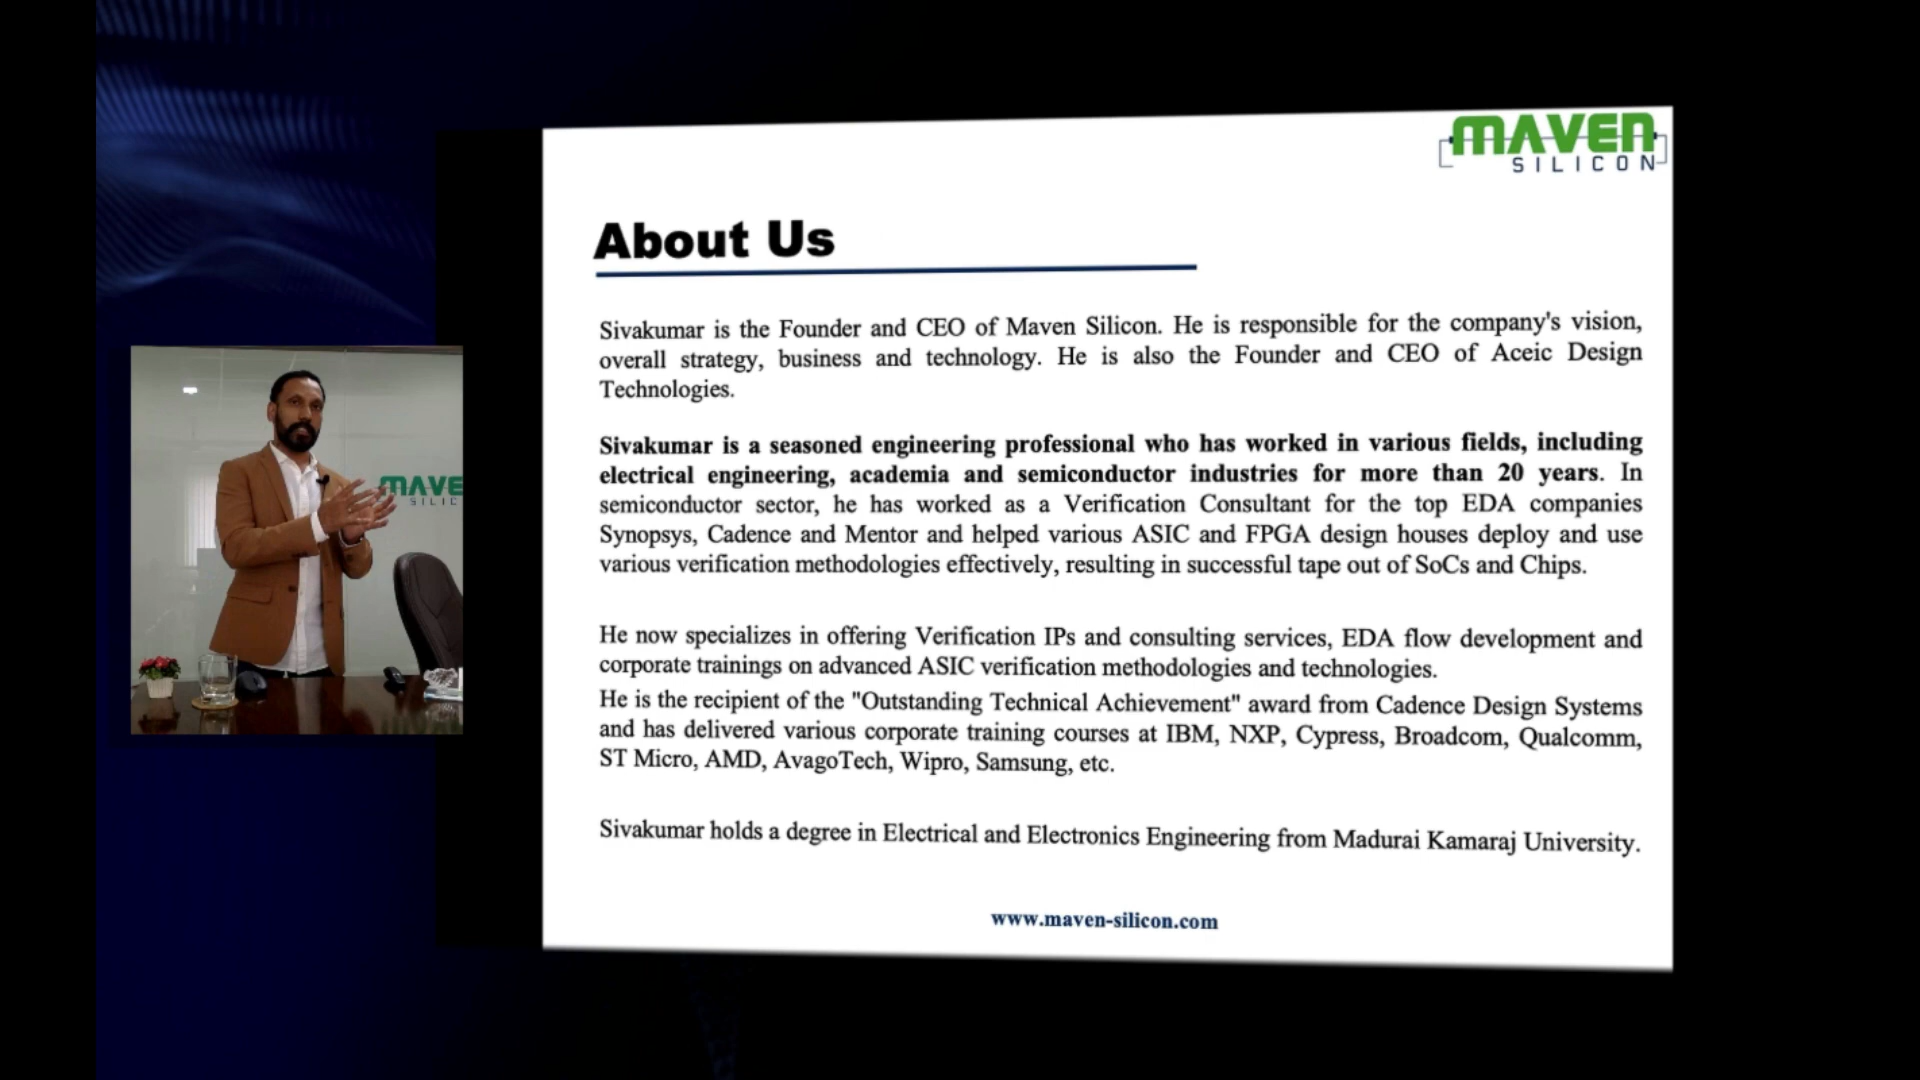 MAVEN
SILICON
About Us
Sivakumar is the Founder and CEO of Maven Silicon. He is responsible for the company's vision,
overall strategy, business and technology. He is also the Founder and CEO of Aceic Design
Technologies.
Sivakumar is a seasoned engineering professional who has worked in various fields, including
electrical engineering, academia and semiconductor industries for more than 20 years. In
semiconductor sector, he has worked as a Verification Consultant for the top EDA companies
Synopsys, Cadence and Mentor and helped various ASIC and FPGA design houses deploy and use
various verification methodologies effectively, resulting in successful tape out of SoCs and Chips.
He now specializes in offering Verification IPs and consulting services, EDA flow development and
corporate trainings on advanced ASIC verification methodologies and technologies.
He is the recipient of the "Outstanding Technical Achievement" award from Cadence Design Systems
and has delivered various corporate training courses at IBM, NXP, Cypress, Broadcom, Qualcomm,
ST Micro, AMD, AvagoTech, Wipro, Samsung, etc.
Sivakumar holds a degree in Electrical and Electronics Engineering from Madurai Kamaraj University.
www.maven-silicon.com
MAVE
SILIC